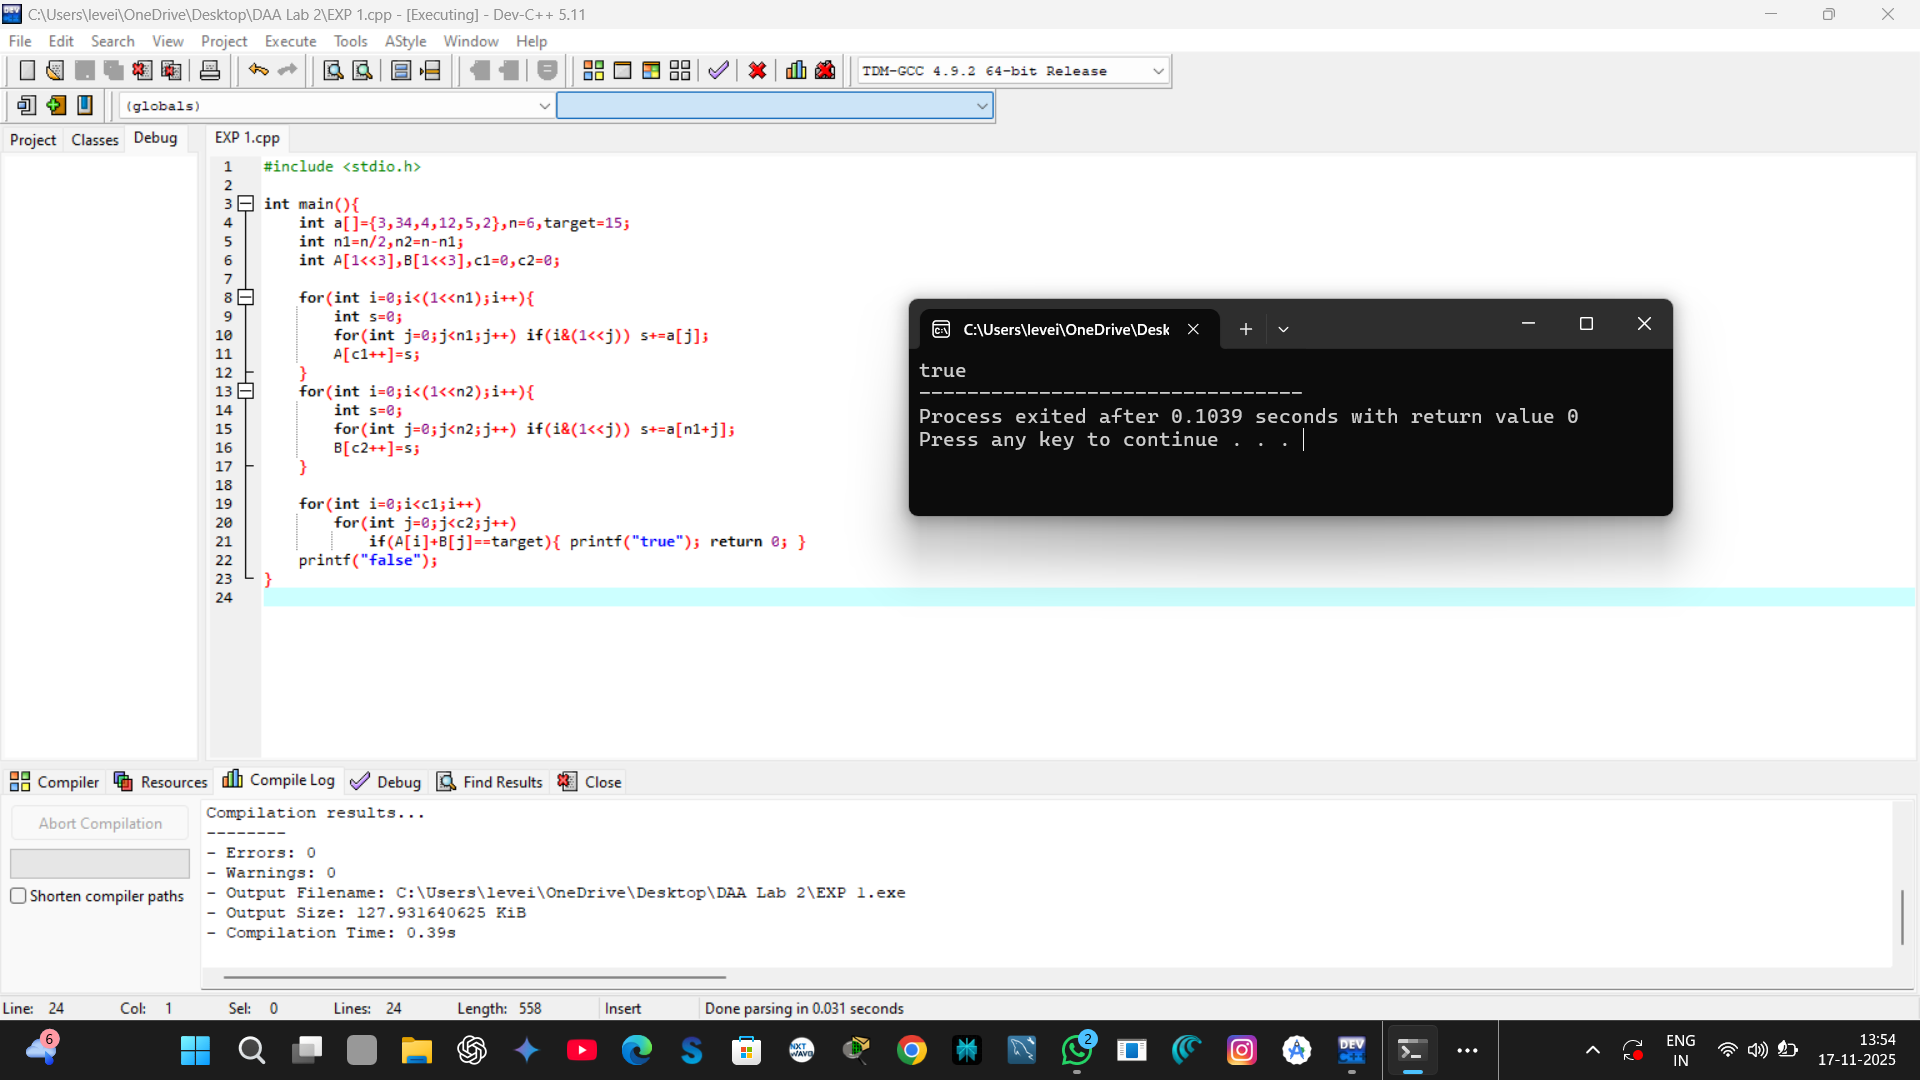 C:\Users\levei\OneDrive\Desktop\DAA Lab 2\EXP 1.cpp - [Executing] - Dev-C++ 5.11
File Edit Search View Project Execute Tools AStyle Window Help
TDM-GCC 4.9.2 64-bit Release
(globals)
Project Classes Debug EXP 1.cpp
1 #include <stdio.h>
2
3 int main(){
4 int a[]={3,34,4,12,5,2},n=6,target=15;
5 int n1=n/2,n2=n-n1;
6 int A[1<<3],B[1<<3],c1=0,c2=0;
7
8 for(int i=0;i<(1<<n1);i++){
9 int s=0;
10 for(int j=0;j<n1;j++) if(i&(1<<j)) s+=a[j];
11 A[c1++]=s;
12 }
13 for(int i=0;i<(1<<n2);i++){
14 int s=0;
15 for(int j=0;j<n2;j++) if(i&(1<<j)) s+=a[n1+j];
16 B[c2++]=s;
17 }
18
19 for(int i=0;i<c1;i++)
20 for(int j=0;j<c2;j++)
21 if(A[i]+B[j]==target){ printf("true"); return 0; }
22 printf("false");
23 }
24
C:\Users\levei\OneDrive\Desk
true
--------------------------------
Process exited after 0.1039 seconds with return value 0
Press any key to continue . . .
Compiler Resources Compile Log Debug Find Results Close
Abort Compilation
Shorten compiler paths
Compilation results...
--------
- Errors: 0
- Warnings: 0
- Output Filename: C:\Users\levei\OneDrive\Desktop\DAA Lab 2\EXP 1.exe
- Output Size: 127.931640625 KiB
- Compilation Time: 0.39s
Line: 24 Col: 1 Sel: 0 Lines: 24 Length: 558 Insert Done parsing in 0.031 seconds
6
NXT WAVE
2
DEV C++
ENG
IN
13:54
17-11-2025